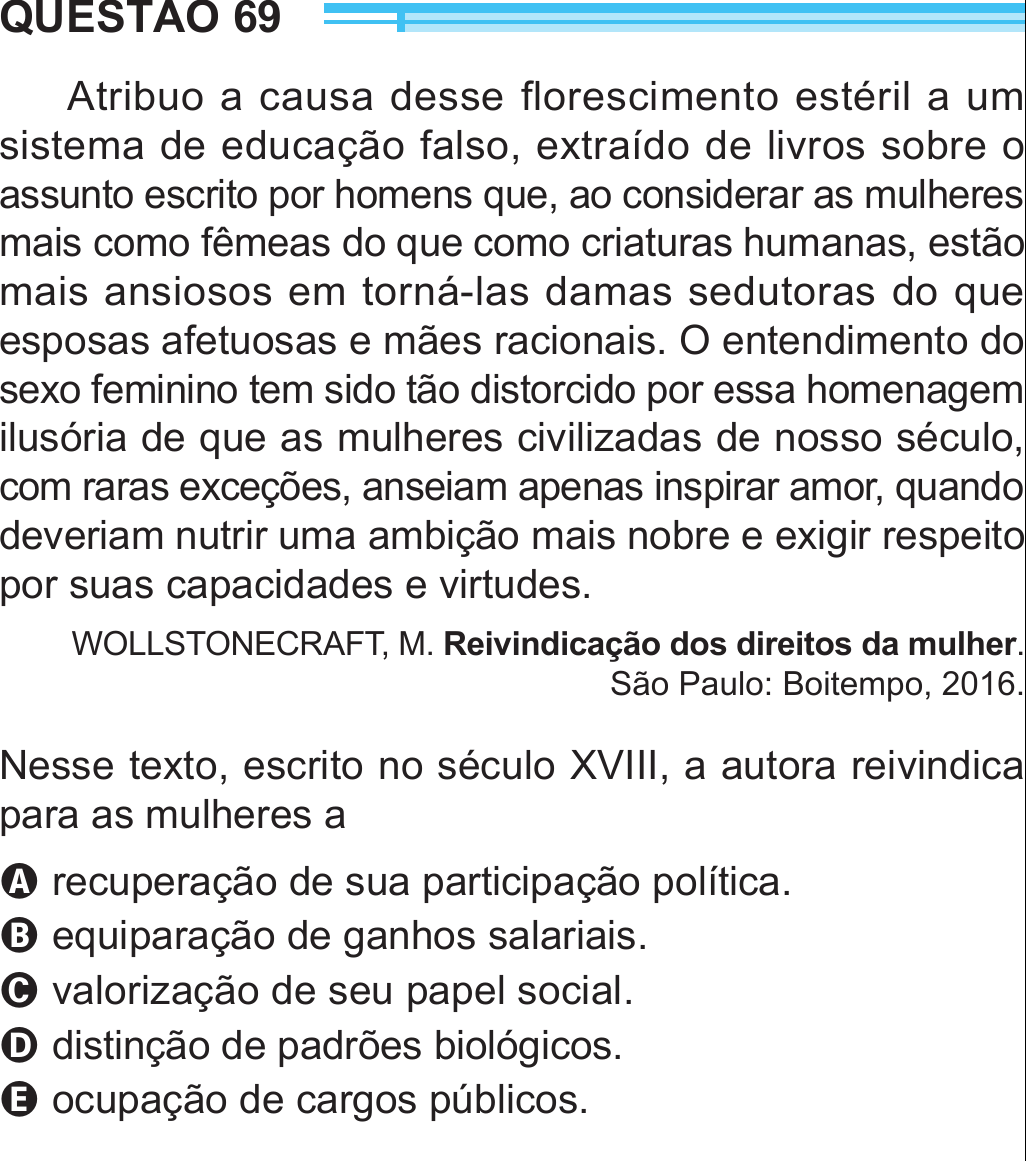 QUESTÃO 69
Atribuo a causa desse florescimento estéril a um
sistema de educação falso, extraído de livros sobre o
assunto escrito por homens que, ao considerar as mulheres
mais como fêmeas do que como criaturas humanas, estão
mais ansiosos em torná-las damas sedutoras do que
esposas afetuosas e mães racionais. O entendimento do
sexo feminino tem sido tão distorcido por essa homenagem
ilusória de que as mulheres civilizadas de nosso século,
com raras exceções, anseiam apenas inspirar amor, quando
deveriam nutrir uma ambição mais nobre e exigir respeito
por suas capacidades e virtudes.
WOLLSTONECRAFT, M. Reivindicação dos direitos da mulher.
São Paulo: Boitempo, 2016.
Nesse texto, escrito no século XVIII, a autora reivindica
para as mulheres a
A recuperação de sua participação política.
B equiparação de ganhos salariais.
C valorização de seu papel social.
D distinção de padrões biológicos.
E ocupação de cargos públicos.